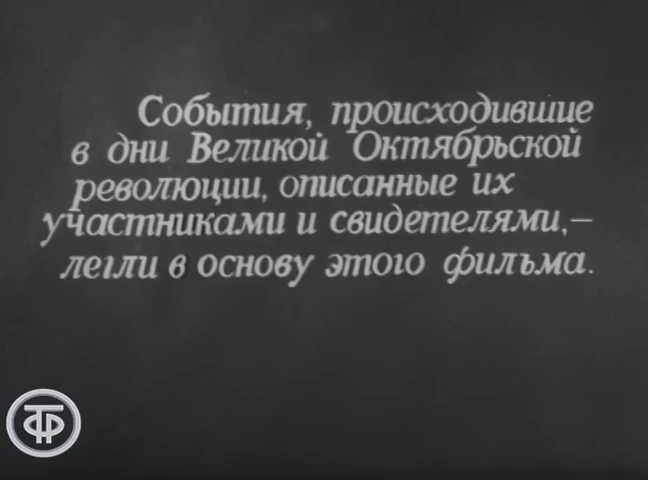 События, происходившие
в дни Великой Октябрьской
революции, описанные их
участниками и свидетелями,—
легли в основу этого фильма.